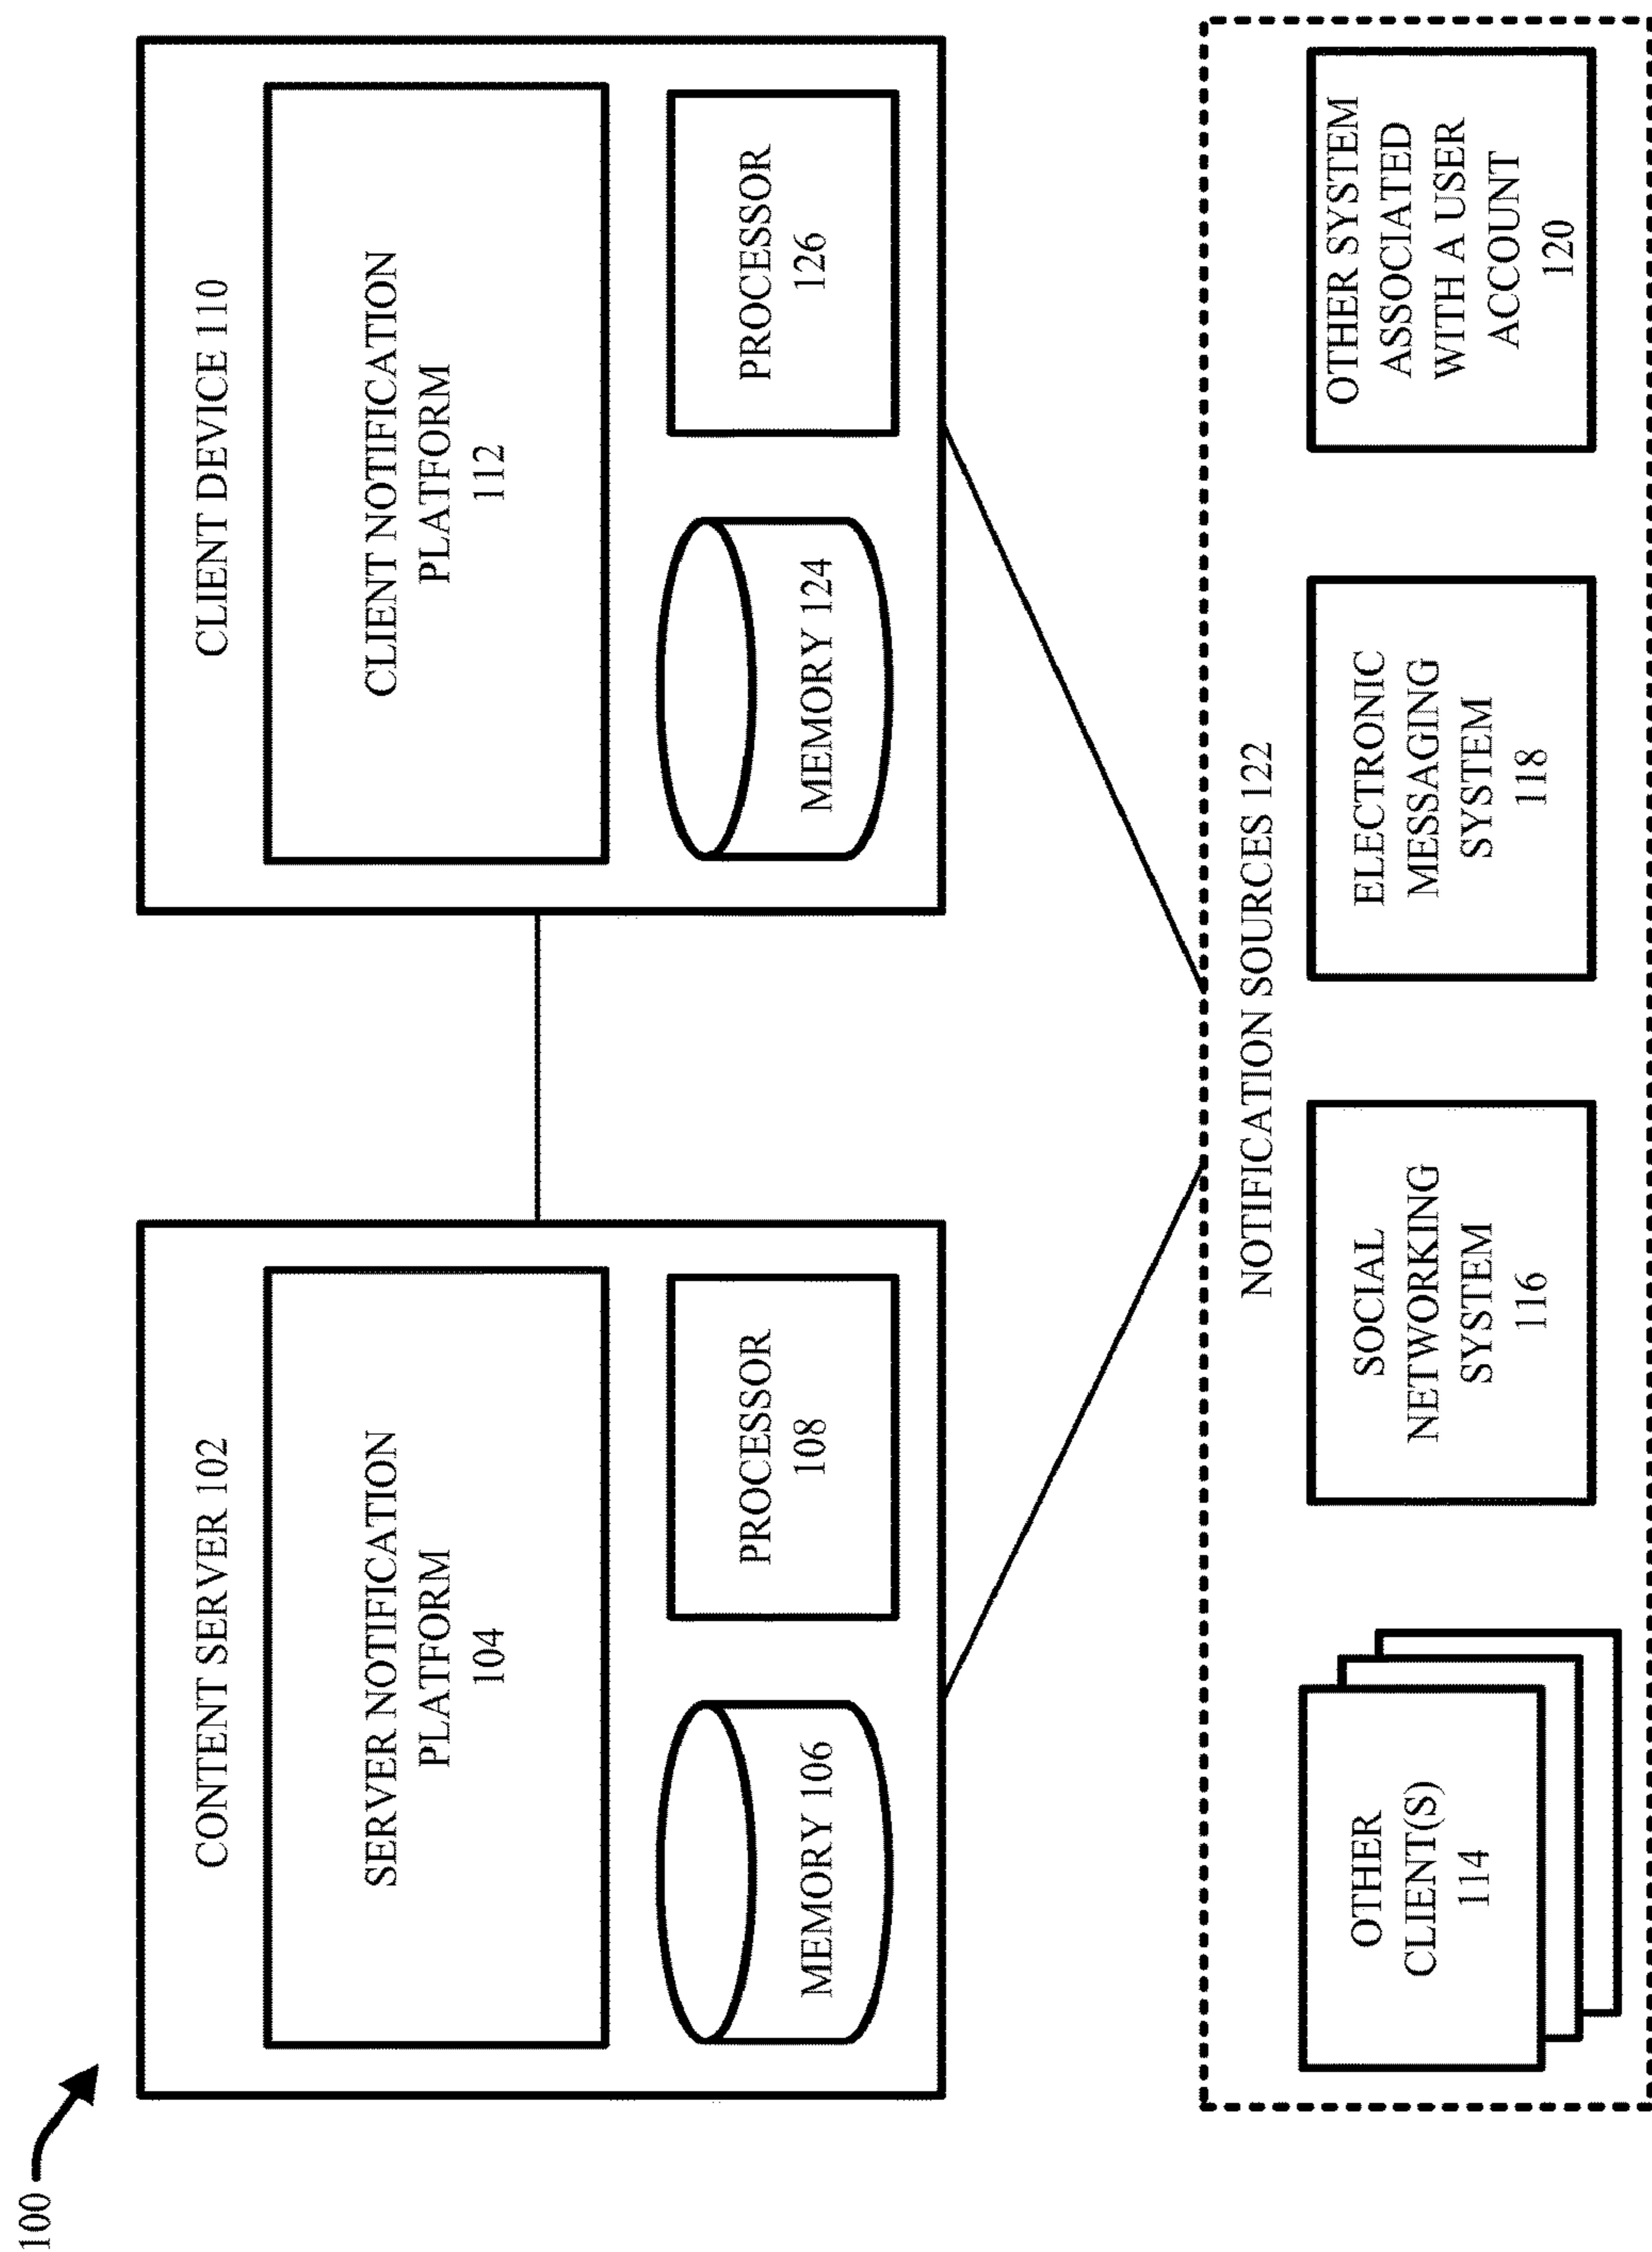 100
CONTENT SERVER 102
SERVER NOTIFICATION
PLATFORM
104
MEMORY 106
PROCESSOR
108
CLIENT DEVICE 110
CLIENT NOTIFICATION
PLATFORM
112
MEMORY 124
PROCESSOR
126
NOTIFICATION SOURCES 122
OTHER
CLIENT(S)
114
SOCIAL
NETWORKING
SYSTEM
116
ELECTRONIC
MESSAGING
SYSTEM
118
OTHER SYSTEM
ASSOCIATED
WITH A USER
ACCOUNT
120